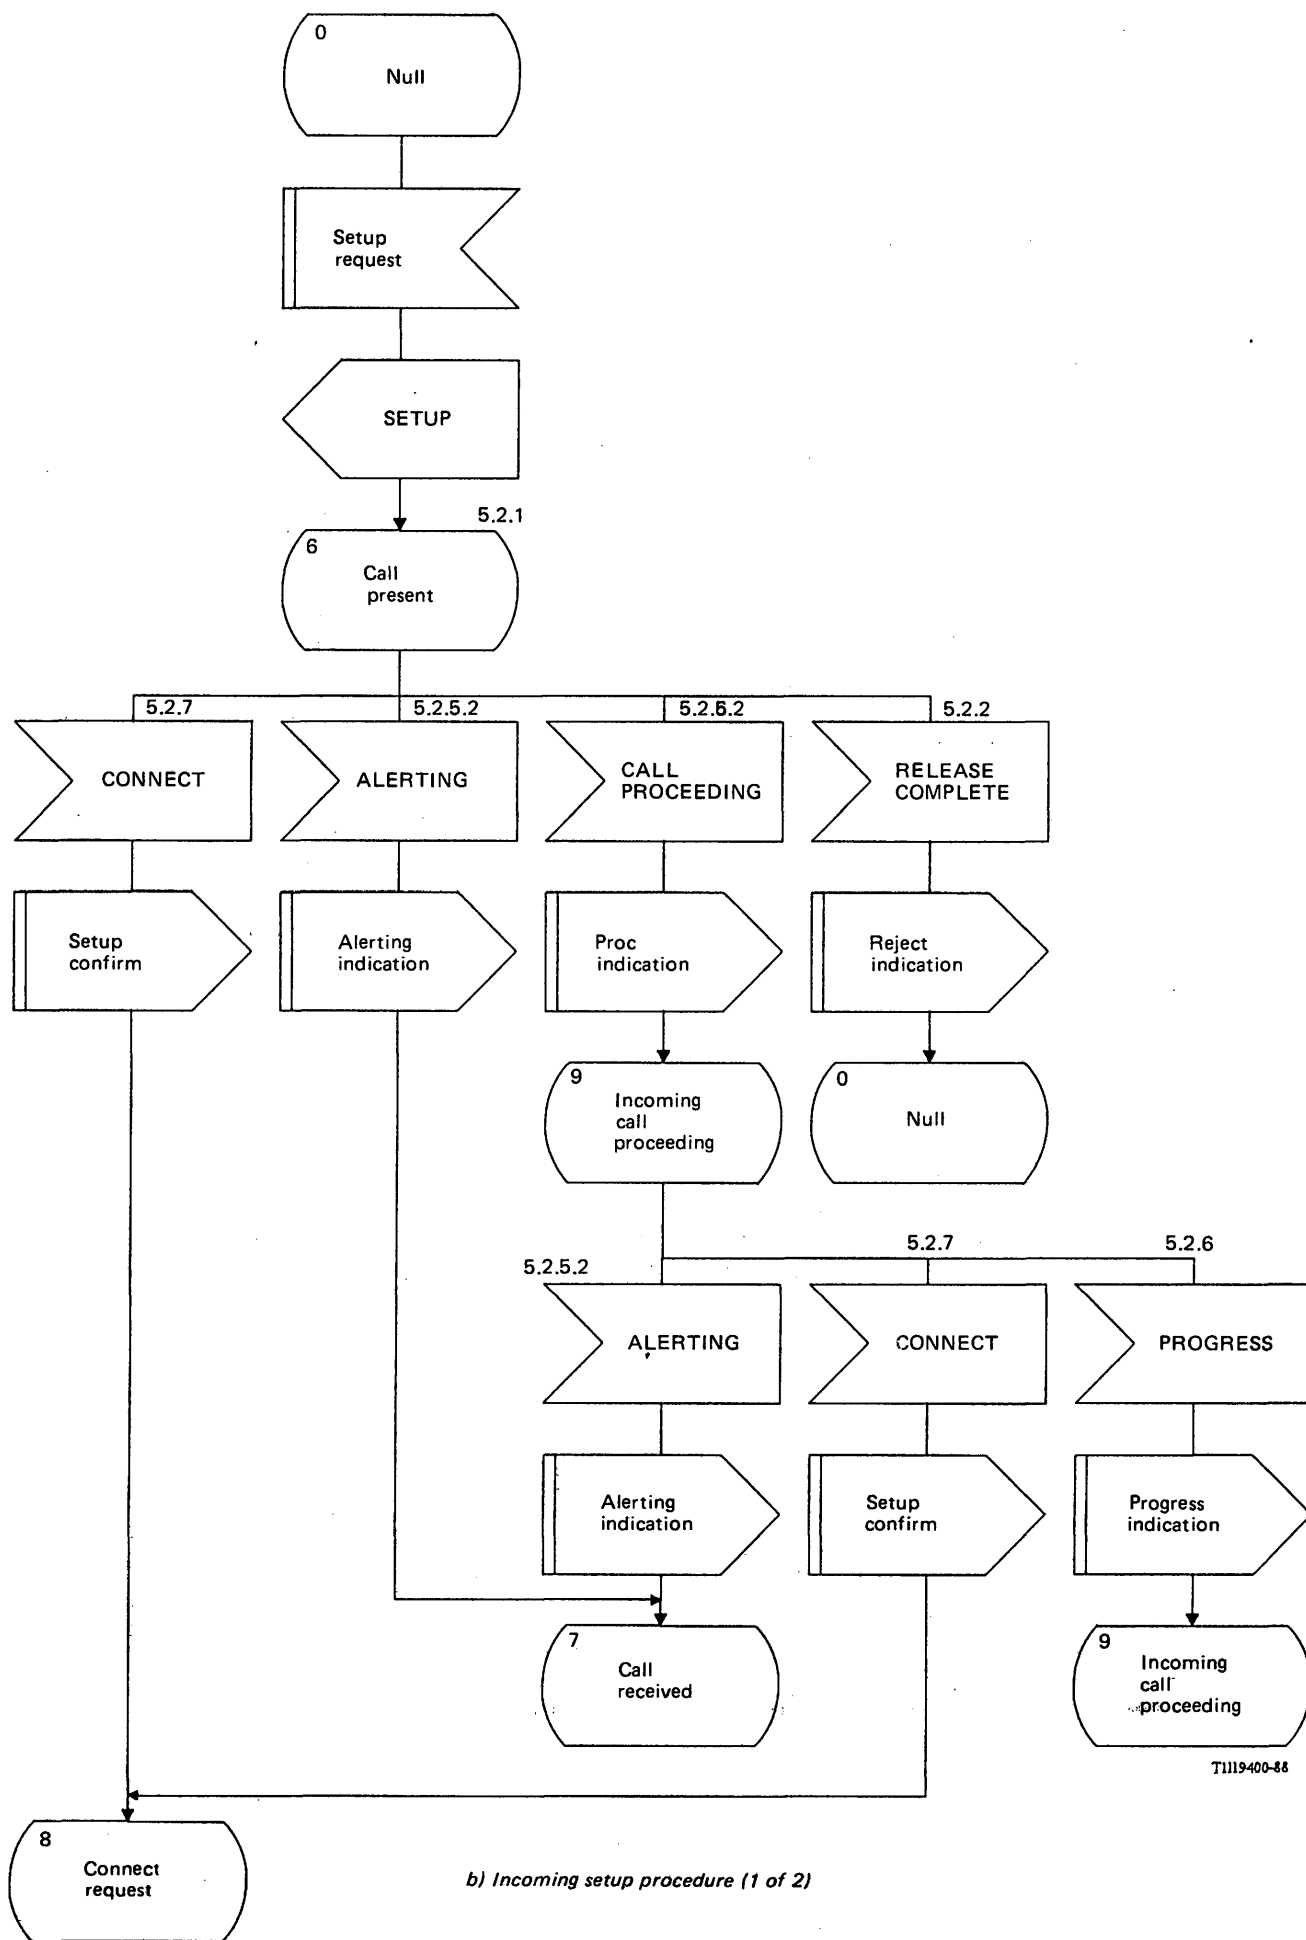 0
Null
Setup
request
SETUP
5.2.1
6
Call
present
5.2.7
5.2.5.2
5.2.6.2
5.2.2
CONNECT
ALERTING
CALL
PROCEEDING
RELEASE
COMPLETE
Setup
confirm
Alerting
indication
Proc
indication
Reject
indication
9
Incoming
call
proceeding
0
Null
5.2.5.2
5.2.7
5.2.6
ALERTING
CONNECT
PROGRESS
Alerting
indication
Setup
confirm
Progress
indication
7
Call
received
9
Incoming
call
proceeding
T1119400-88
8
Connect
request
b) Incoming setup procedure (1 of 2)